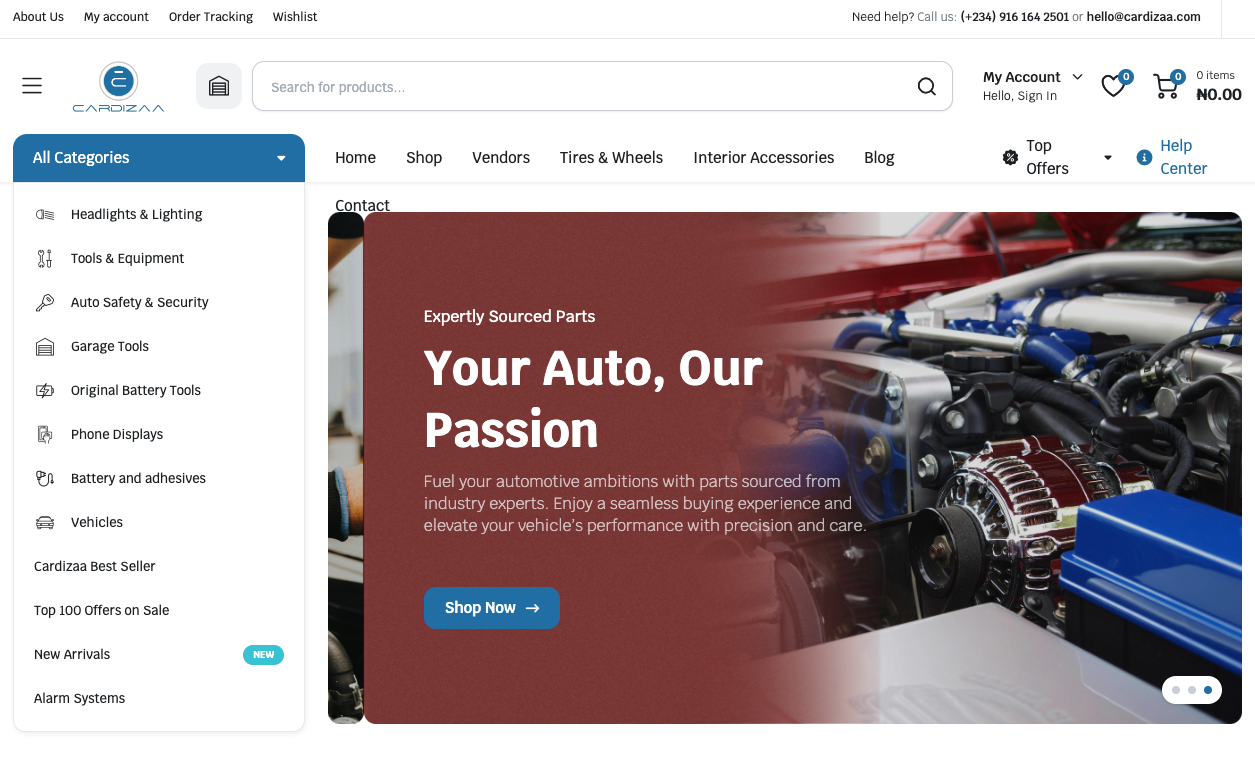 About Us My account Order Tracking Wishlist
Need help? Call us: (+234) 916 164 2501 or hello@cardizaa.com
CARDIZAA
Search for products...
My Account
Hello, Sign In
0
0
0 items
₦0.00
All Categories
Home Shop Vendors Tires & Wheels Interior Accessories Blog
Top
Offers
Help
Center
Contact
Headlights & Lighting
Tools & Equipment
Auto Safety & Security
Garage Tools
Original Battery Tools
Phone Displays
Battery and adhesives
Vehicles
Cardizaa Best Seller
Top 100 Offers on Sale
New Arrivals NEW
Alarm Systems
Expertly Sourced Parts
Your Auto, Our
Passion
Fuel your automotive ambitions with parts sourced from
industry experts. Enjoy a seamless buying experience and
elevate your vehicle’s performance with precision and care.
Shop Now